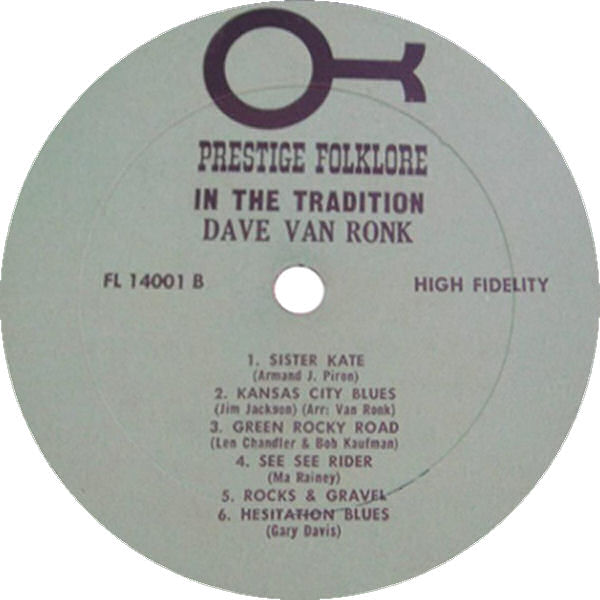 PRESTIGE FOLKLORE
IN THE TRADITION
DAVE VAN RONK
FL 14001 B
HIGH FIDELITY
1. SISTER KATE
(Armand J. Piron)
2. KANSAS CITY BLUES
(Jim Jackson) (Arr: Van Ronk)
3. GREEN ROCKY ROAD
(Len Chandler & Bob Kaufman)
4. SEE SEE RIDER
(Ma Rainey)
5. ROCKS & GRAVEL
6. HESITATION BLUES
(Gary Davis)